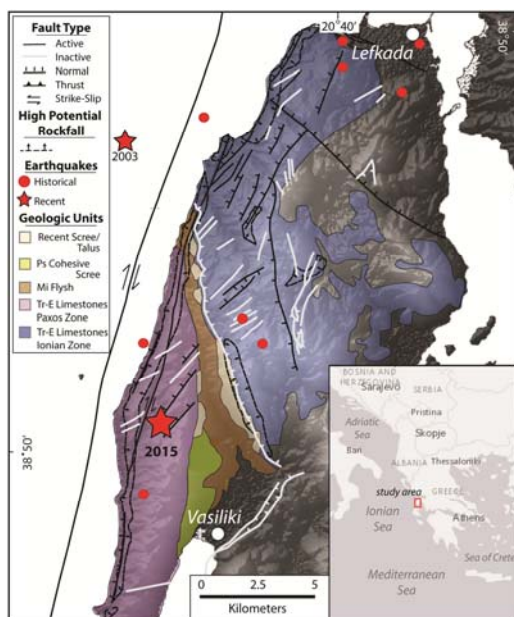 Fault Type
Active
Inactive
Normal
Thrust
Strike-Slip
High Potential
Rockfall
Earthquakes
Historical
Recent
Geologic Units
Recent Scree/
Talus
Ps Cohesive
Scree
Mi Flysh
Tr-E Limestones
Paxos Zone
Tr-E Limestones
Ionian Zone
20°40'
38°50'
Lefkada
2003
38°50'
2015
Vasiliki
0 2.5 5
Kilometers
BOSNIA AND
HERZEGOVINA
Sarajevo
SERBIA
Pristina
Adriatic
Sea
Skopje
Bari
ALBANIA
Thessaloniki
study area
GREECE
Ionian
Sea
Athens
Sea of Crete
Mediterranean
Sea